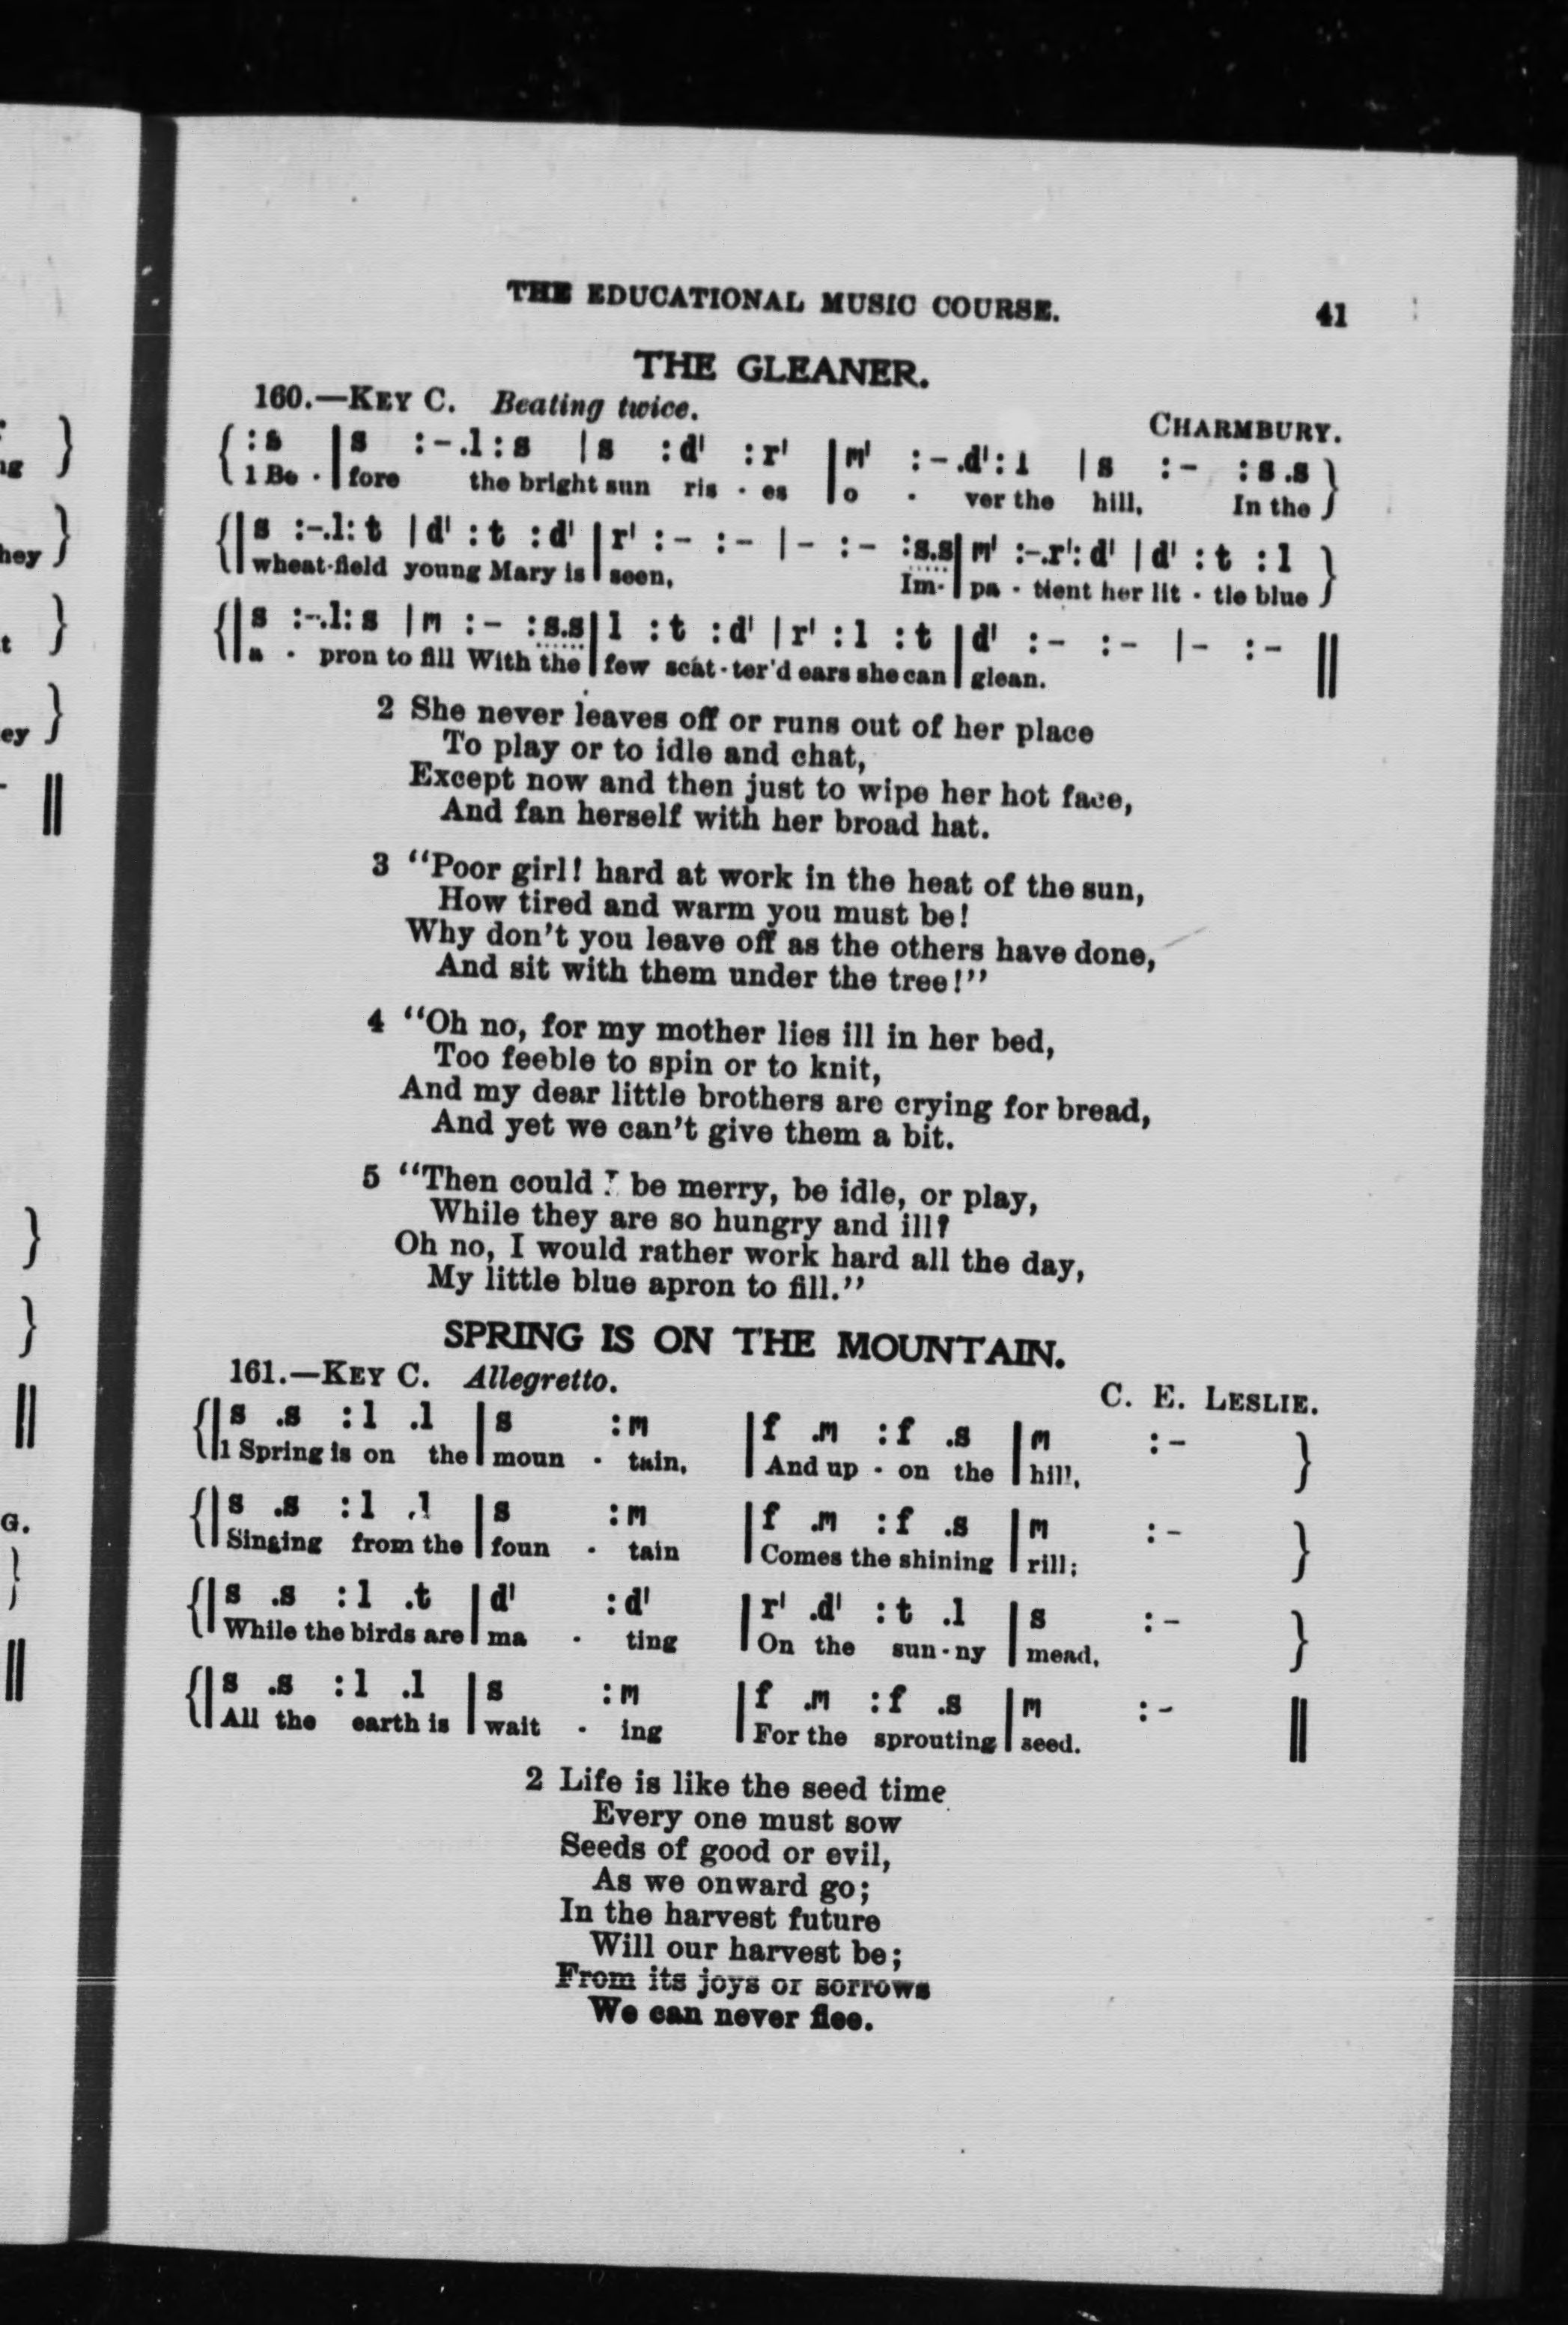 THE EDUCATIONAL MUSIC COURSE. 41
THE GLEANER.
160.—KEY C. Beating twice.
CHARMBURY.
{ :s | s :-.l:s | s :d' :r' | m' :-.d':l | s :- :s.s }
1 Be - fore the bright sun ris - es o - ver the hill, In the
{| s :-.l:t | d' :t :d' | r' :- :- | - :- :s.s | m' :-.r':d' | d' :t :l }
wheat-field young Mary is seen, Im- pa - tient her lit - tle blue
{| s :-.l:s | m :- :s.s | l :t :d' | r' :l :t | d' :- :- | - :- ||
a - pron to fill With the few scat-ter'd ears she can glean.
2 She never leaves off or runs out of her place
To play or to idle and chat,
Except now and then just to wipe her hot face,
And fan herself with her broad hat.
3 “Poor girl! hard at work in the heat of the sun,
How tired and warm you must be!
Why don't you leave off as the others have done,
And sit with them under the tree!”
4 “Oh no, for my mother lies ill in her bed,
Too feeble to spin or to knit,
And my dear little brothers are crying for bread,
And yet we can't give them a bit.
5 “Then could I be merry, be idle, or play,
While they are so hungry and ill?
Oh no, I would rather work hard all the day,
My little blue apron to fill.”
SPRING IS ON THE MOUNTAIN.
161.—KEY C. Allegretto.
C. E. LESLIE.
{| s .s :l .l | s :m | f .m :f .s | m :- }
1 Spring is on the moun - tain, And up - on the hill,
{| s .s :l .l | s :m | f .m :f .s | m :- }
Singing from the foun - tain Comes the shining rill;
{| s .s :l .t | d' :d' | r' .d' :t .l | s :- }
While the birds are ma - ting On the sun-ny mead,
{| s .s :l .l | s :m | f .m :f .s | m :- ||
All the earth is wait - ing For the sprouting seed.
2 Life is like the seed time
Every one must sow
Seeds of good or evil,
As we onward go;
In the harvest future
Will our harvest be;
From its joys or sorrows
We can never flee.